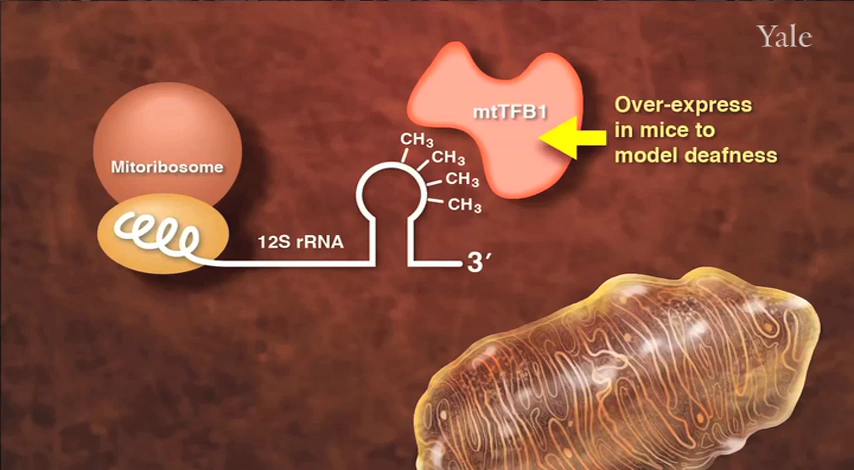 Yale
mtTFB1
Over-express
in mice to
model deafness
CH₃
CH₃
CH₃
CH₃
Mitoribosome
12S rRNA
3′